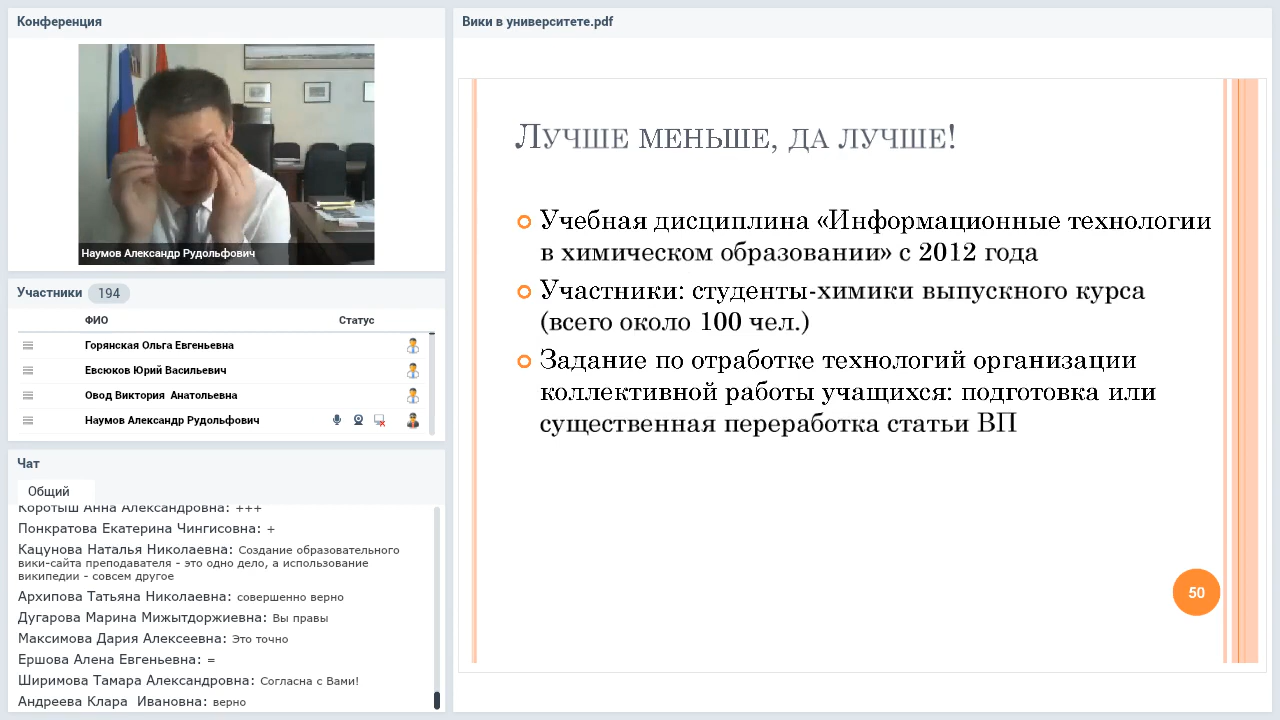 Конференция
Наумов Александр Рудольфович
Участники 194
ФИО Статус
Горянская Ольга Евгеньевна
Евсюков Юрий Васильевич
Овод Виктория Анатольевна
Наумов Александр Рудольфович
Чат
Общий
Коротыш Анна Александровна: +++
Понкратова Екатерина Чингисовна: +
Кацунова Наталья Николаевна: Создание образовательного
вики-сайта преподавателя - это одно дело, а использование
википедии - совсем другое
Архипова Татьяна Николаевна: совершенно верно
Дугарова Марина Мижытдоржиевна: Вы правы
Максимова Дария Алексеевна: Это точно
Ершова Алена Евгеньевна: =
Ширимова Тамара Александровна: Согласна с Вами!
Андреева Клара Ивановна: верно
Вики в университете.pdf
Лучше меньше, да лучше!
Учебная дисциплина «Информационные технологии
в химическом образовании» с 2012 года
Участники: студенты-химики выпускного курса
(всего около 100 чел.)
Задание по отработке технологий организации
коллективной работы учащихся: подготовка или
существенная переработка статьи ВП
50